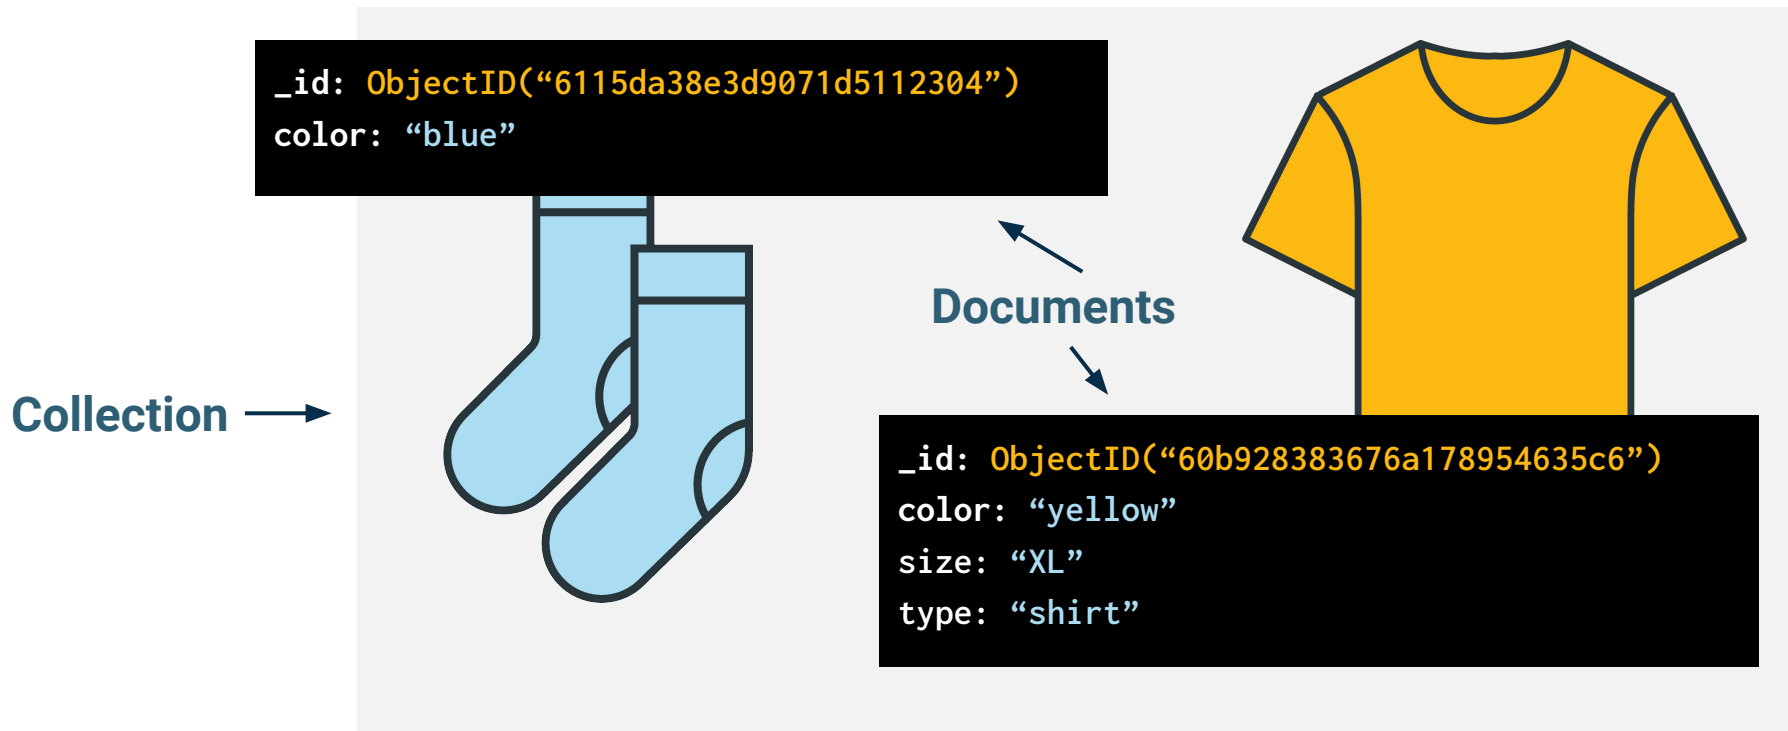 _id: ObjectID(“6115da38e3d9071d5112304”)
color: “blue”
Documents
Collection
_id: ObjectID(“60b928383676a178954635c6”)
color: “yellow”
size: “XL”
type: “shirt”